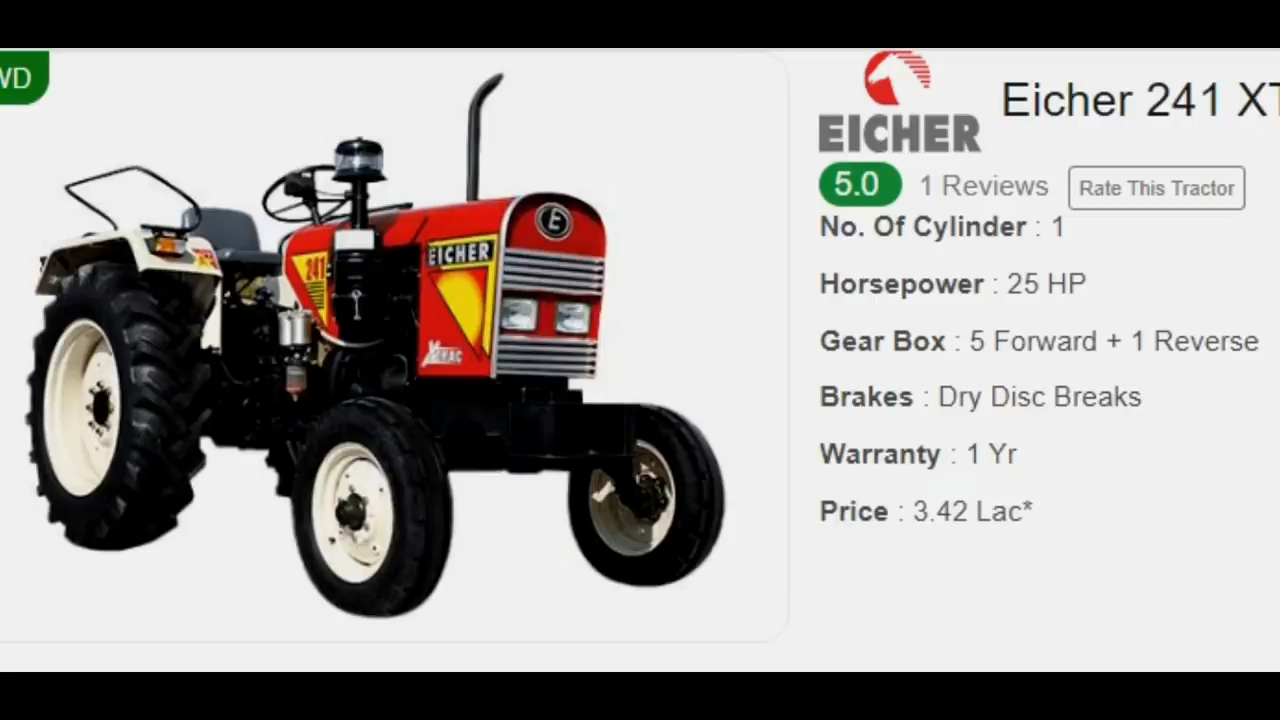 WD
Eicher 241 XT
EICHER
5.0 1 Reviews Rate This Tractor
No. Of Cylinder : 1
Horsepower : 25 HP
Gear Box : 5 Forward + 1 Reverse
Brakes : Dry Disc Breaks
Warranty : 1 Yr
Price : 3.42 Lac*
E
EICHER
241
XTRAC